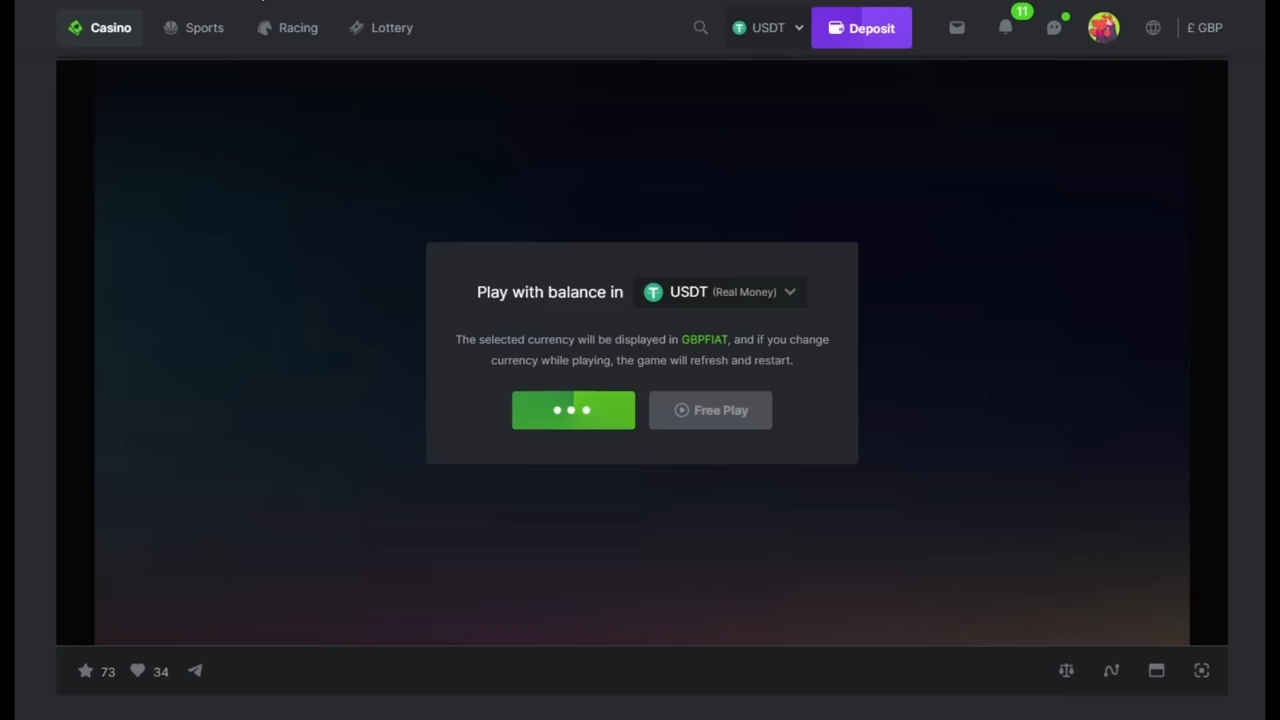 Casino
Sports
Racing
Lottery
USDT
Deposit
11
£ GBP
Play with balance in
USDT (Real Money)
The selected currency will be displayed in GBPFIAT, and if you change
currency while playing, the game will refresh and restart.
Free Play
73
34